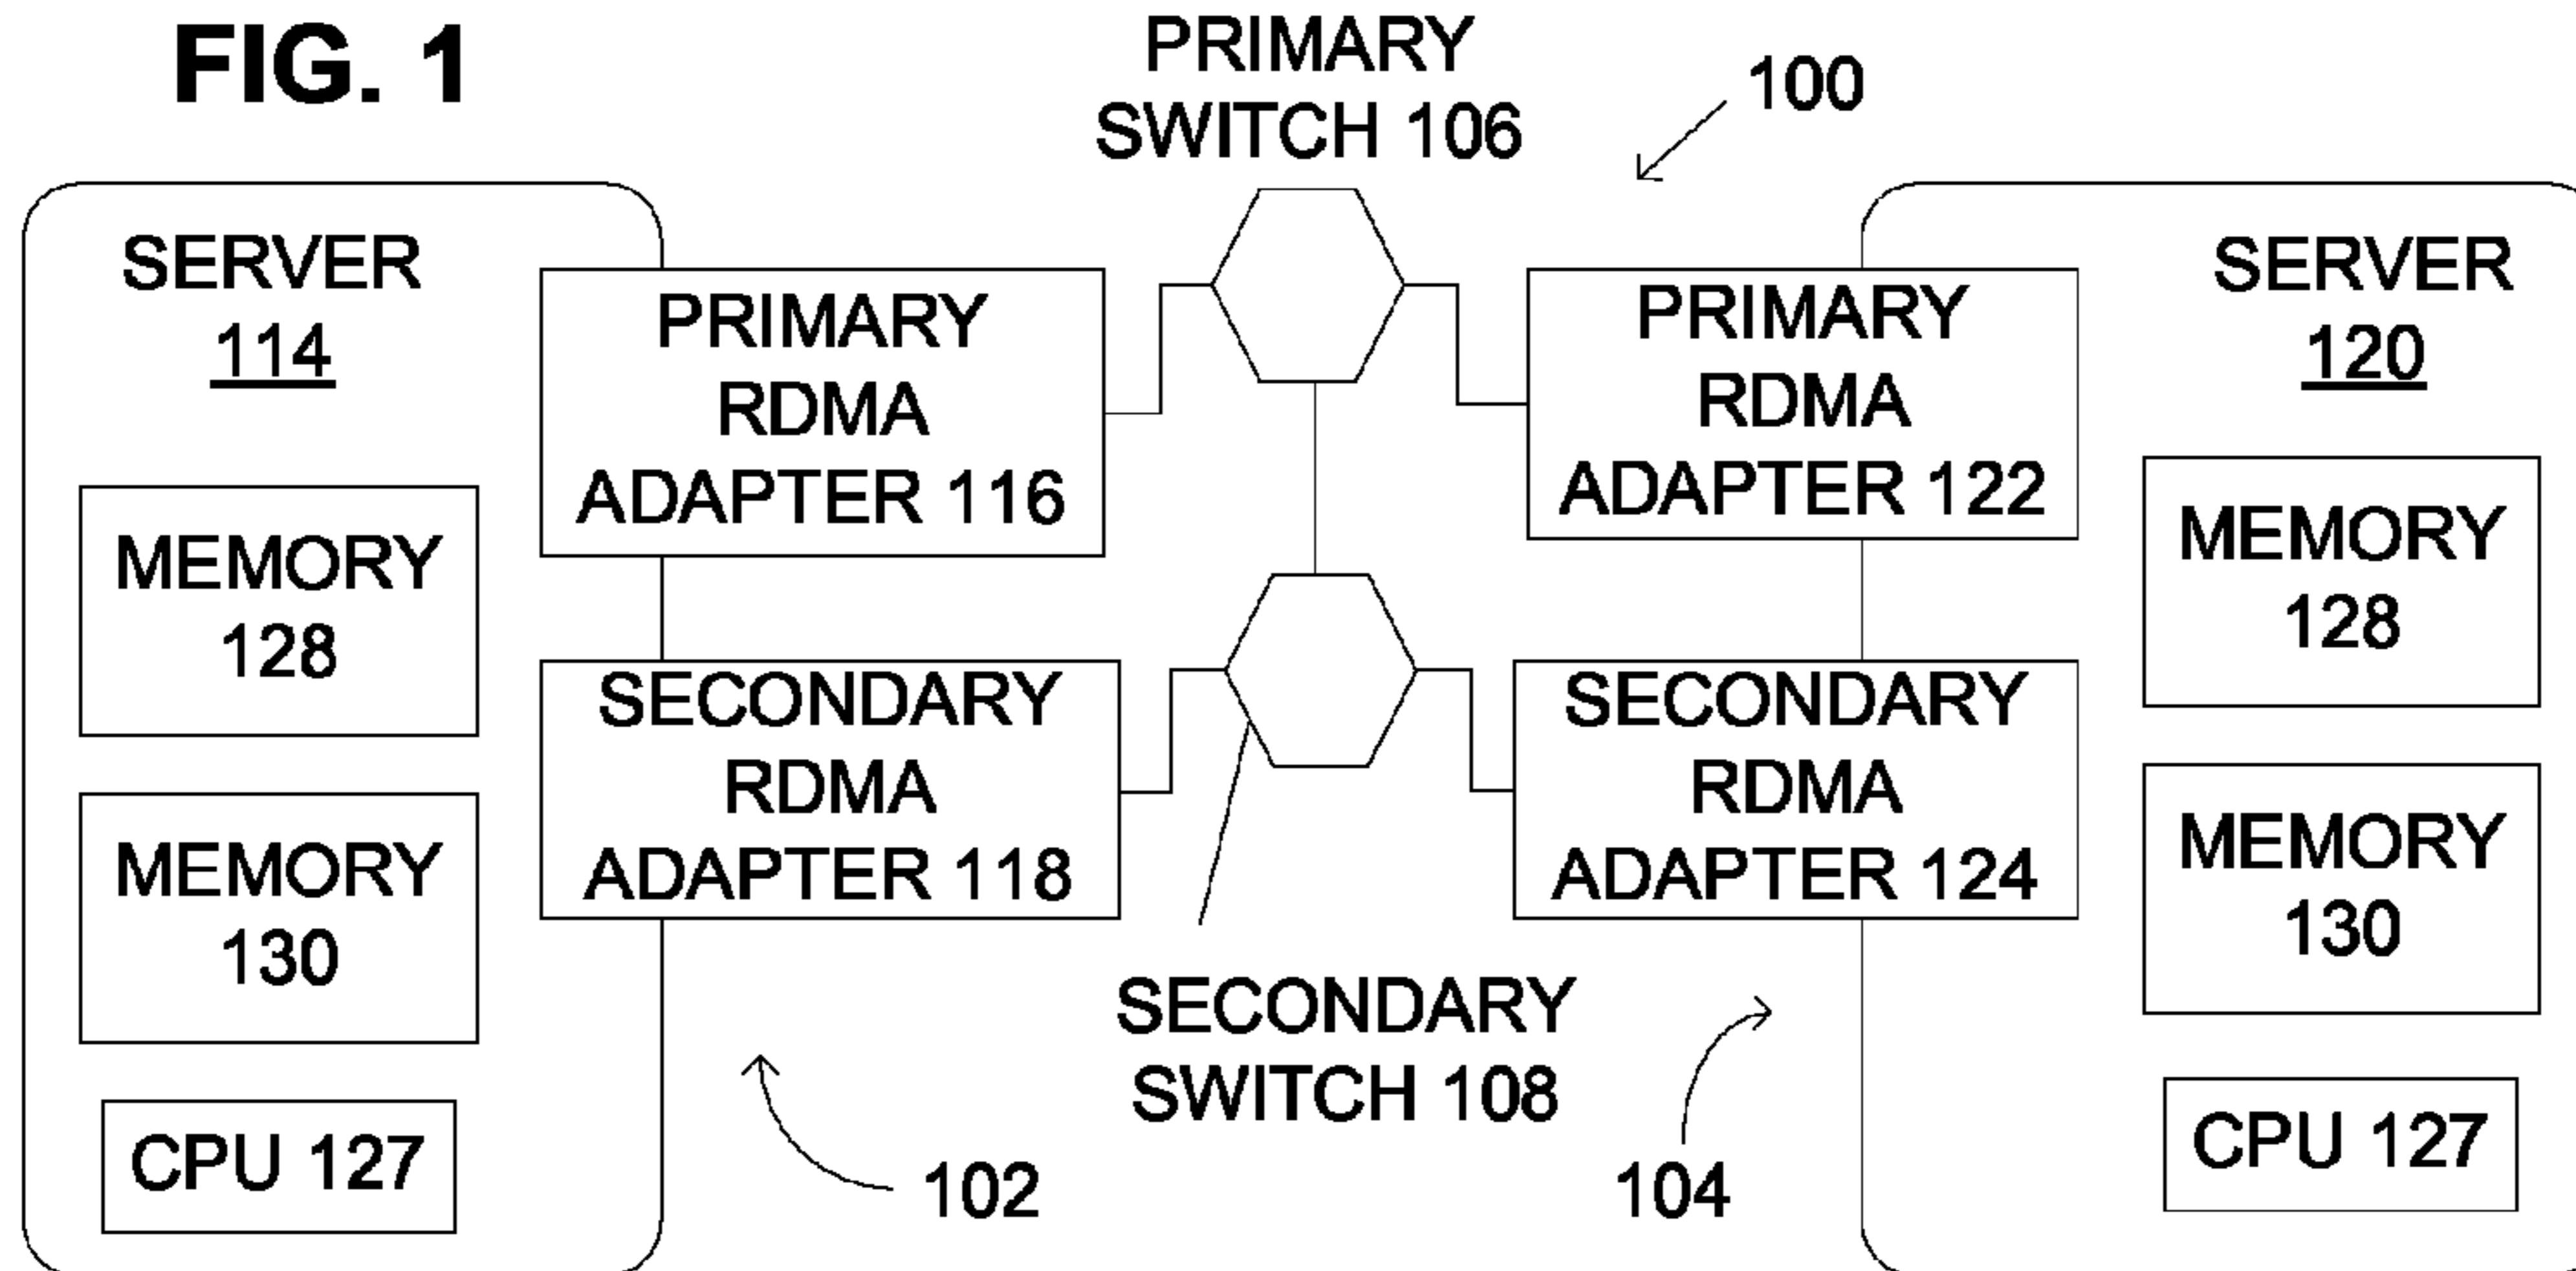 FIG. 1
PRIMARY
SWITCH 106
100
SERVER
114
PRIMARY
RDMA
ADAPTER 116
MEMORY
128
SECONDARY
RDMA
ADAPTER 118
MEMORY
130
CPU 127
102
SECONDARY
SWITCH 108
104
PRIMARY
RDMA
ADAPTER 122
SERVER
120
SECONDARY
RDMA
ADAPTER 124
MEMORY
128
MEMORY
130
CPU 127